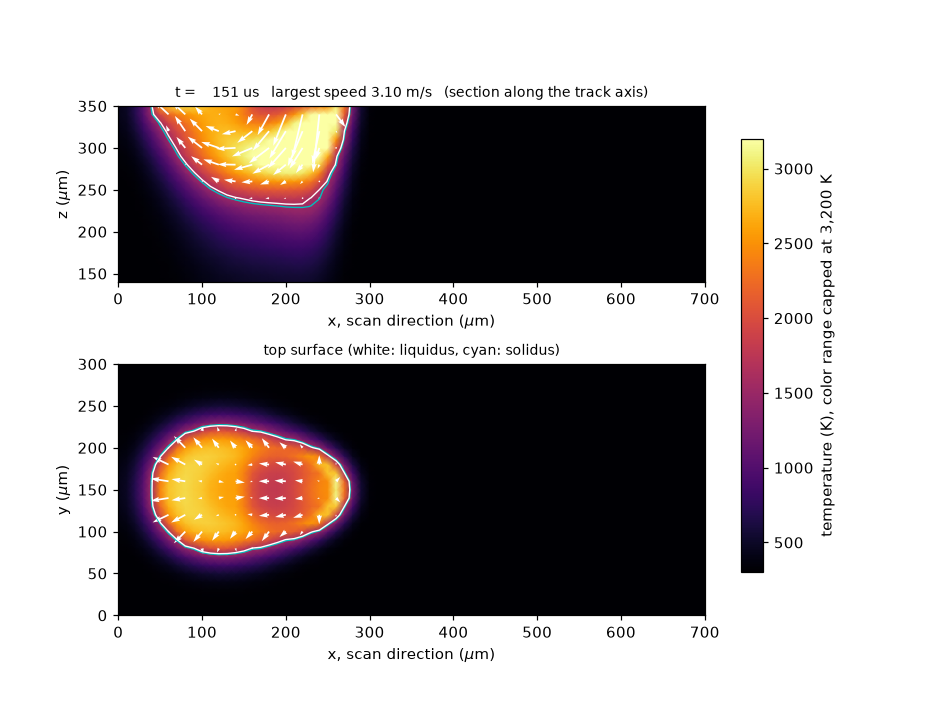 t =    151 us   largest speed 3.10 m/s   (section along the track axis)
350
300
250
200
150
z (μm)
0 100 200 300 400 500 600 700
x, scan direction (μm)
top surface (white: liquidus, cyan: solidus)
300
250
200
150
100
50
0
y (μm)
0 100 200 300 400 500 600 700
x, scan direction (μm)
3000
2500
2000
1500
1000
500
temperature (K), color range capped at 3,200 K